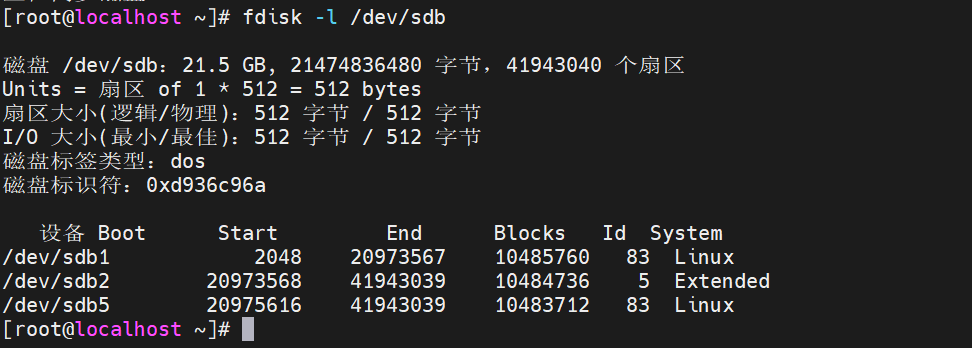 [root@localhost ~]# fdisk -l /dev/sdb
磁盘 /dev/sdb：21.5 GB, 21474836480 字节，41943040 个扇区
Units = 扇区 of 1 * 512 = 512 bytes
扇区大小(逻辑/物理)：512 字节 / 512 字节
I/O 大小(最小/最佳)：512 字节 / 512 字节
磁盘标签类型：dos
磁盘标识符：0xd936c96a
设备 Boot      Start         End      Blocks   Id  System
/dev/sdb1            2048    20973567    10485760   83  Linux
/dev/sdb2        20973568    41943039    10484736    5  Extended
/dev/sdb5        20975616    41943039    10483712   83  Linux
[root@localhost ~]#